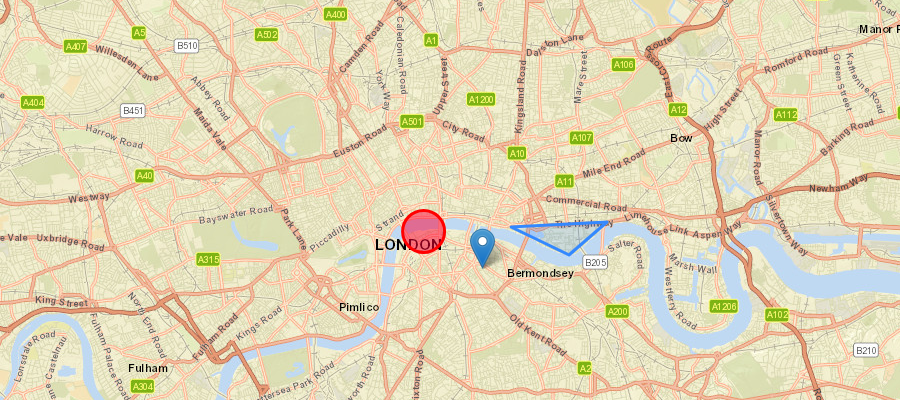 A400
A5
A502
Manor
A1
B510
A407
Dalston Lane
Route
Willesden Lane
Camden Road
Caledonian Road
Upper Street
Kingsland Road
Mare Street
A106
East Cross
Romford Road
Katherine Road
Green Street
York Way
Abbey Road
A404
B451
A1200
A12
High Street
A112
Maida Vale
A501
City Road
Harrow Road
Euston Road
A107
Bow
Barking Road
Manor Road
A10
Mile End Road
A40
A11
Newham Way
Westway
Bayswater Road
Park Lane
Strand
Commercial Road
The Highway
Limehouse Link
Aspen Way
Silvertown Way
Vale
Uxbridge Road
Piccadilly
LONDON
Salter Road
A315
B205
Marsh Wall
Bermondsey
Westferry Road
King Street
North End Road
Pimlico
A1206
A200
A102
Fulham Road
Kings Road
Fulham Palace Road
Lonsdale Road
Castelnau
Old Kent Road
B210
Fulham
A304
A2